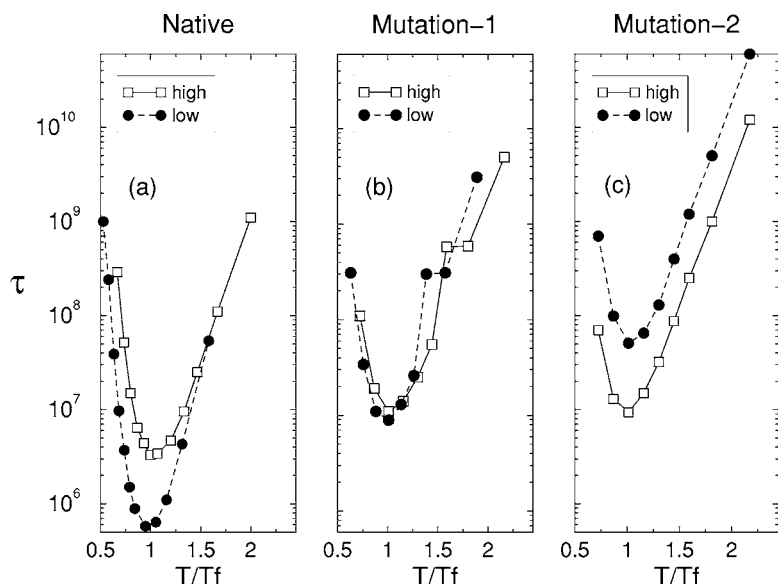 Native Mutation−1 Mutation−2
high high high
low low low
10^10
(a) (b) (c)
10^9
τ
10^8
10^7
10^6
0.5 1 1.5 2 0.5 1 1.5 2 0.5 1 1.5 2
T/Tf T/Tf T/Tf